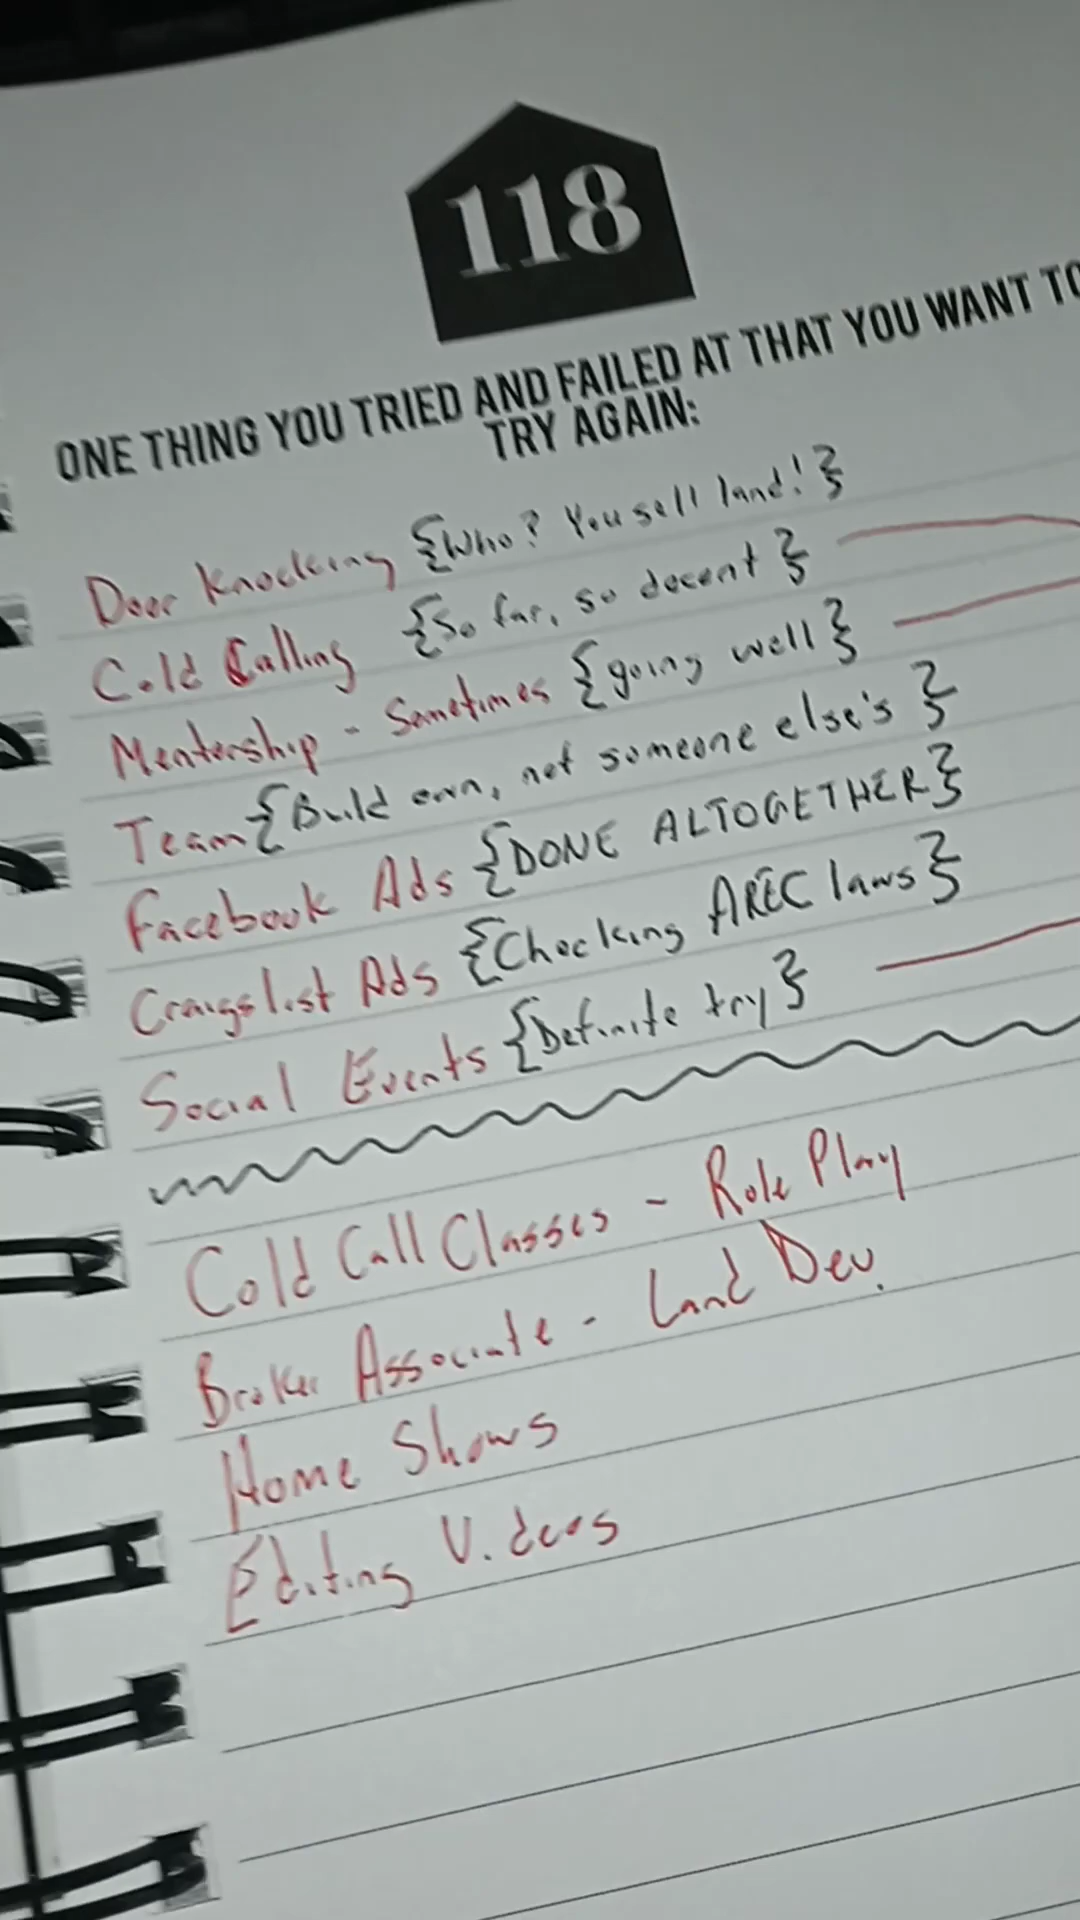 118
ONE THING YOU TRIED AND FAILED AT THAT YOU WANT TO
TRY AGAIN:
Door Knocking {Who? You sell land!}
Cold Calling {So far, so decent}
Mentorship - Sometimes {going well}
Team {Build own, not someone else's}
Facebook Ads {DONE ALTOGETHER}
Craigslist Ads {Checking AREC laws}
Social Events {Definite try}
Cold Call Classes - Role Play
Broker Associate - Land Dev.
Home Shows
Editing Videos